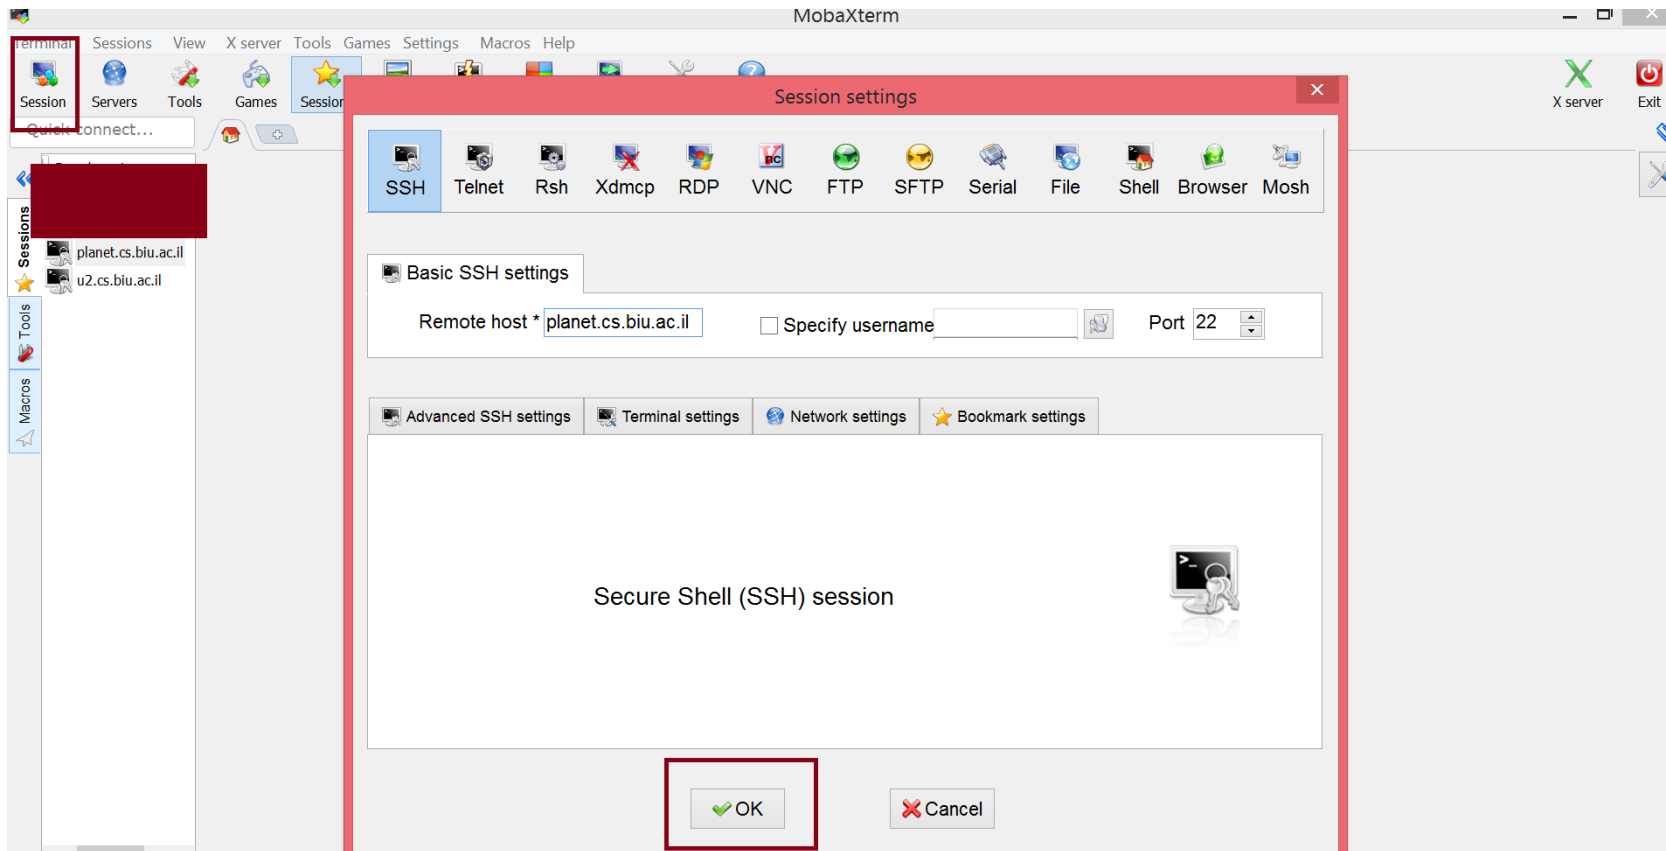 MobaXterm
Terminal Sessions View X server Tools Games Settings Macros Help
Session Servers Tools Games Session X server Exit
Quick connect...
Session settings
SSH Telnet Rsh Xdmcp RDP VNC FTP SFTP Serial File Shell Browser Mosh
Sessions
planet.cs.biu.ac.il
u2.cs.biu.ac.il
Tools
Macros
Basic SSH settings
Remote host * planet.cs.biu.ac.il Specify username Port 22
Advanced SSH settings Terminal settings Network settings Bookmark settings
Secure Shell (SSH) session
OK Cancel